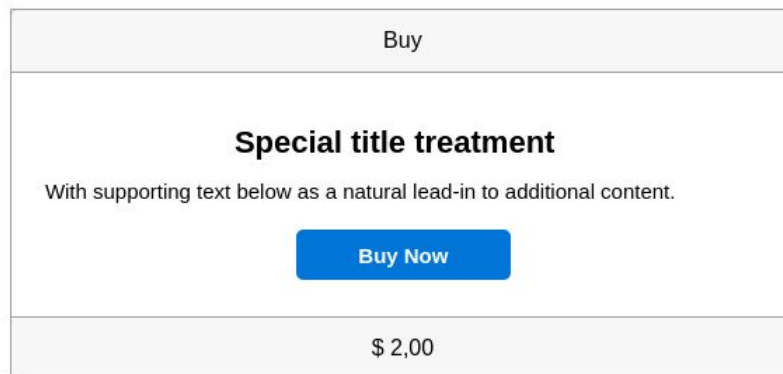 Buy
Special title treatment
With supporting text below as a natural lead-in to additional content.
Buy Now
$ 2,00